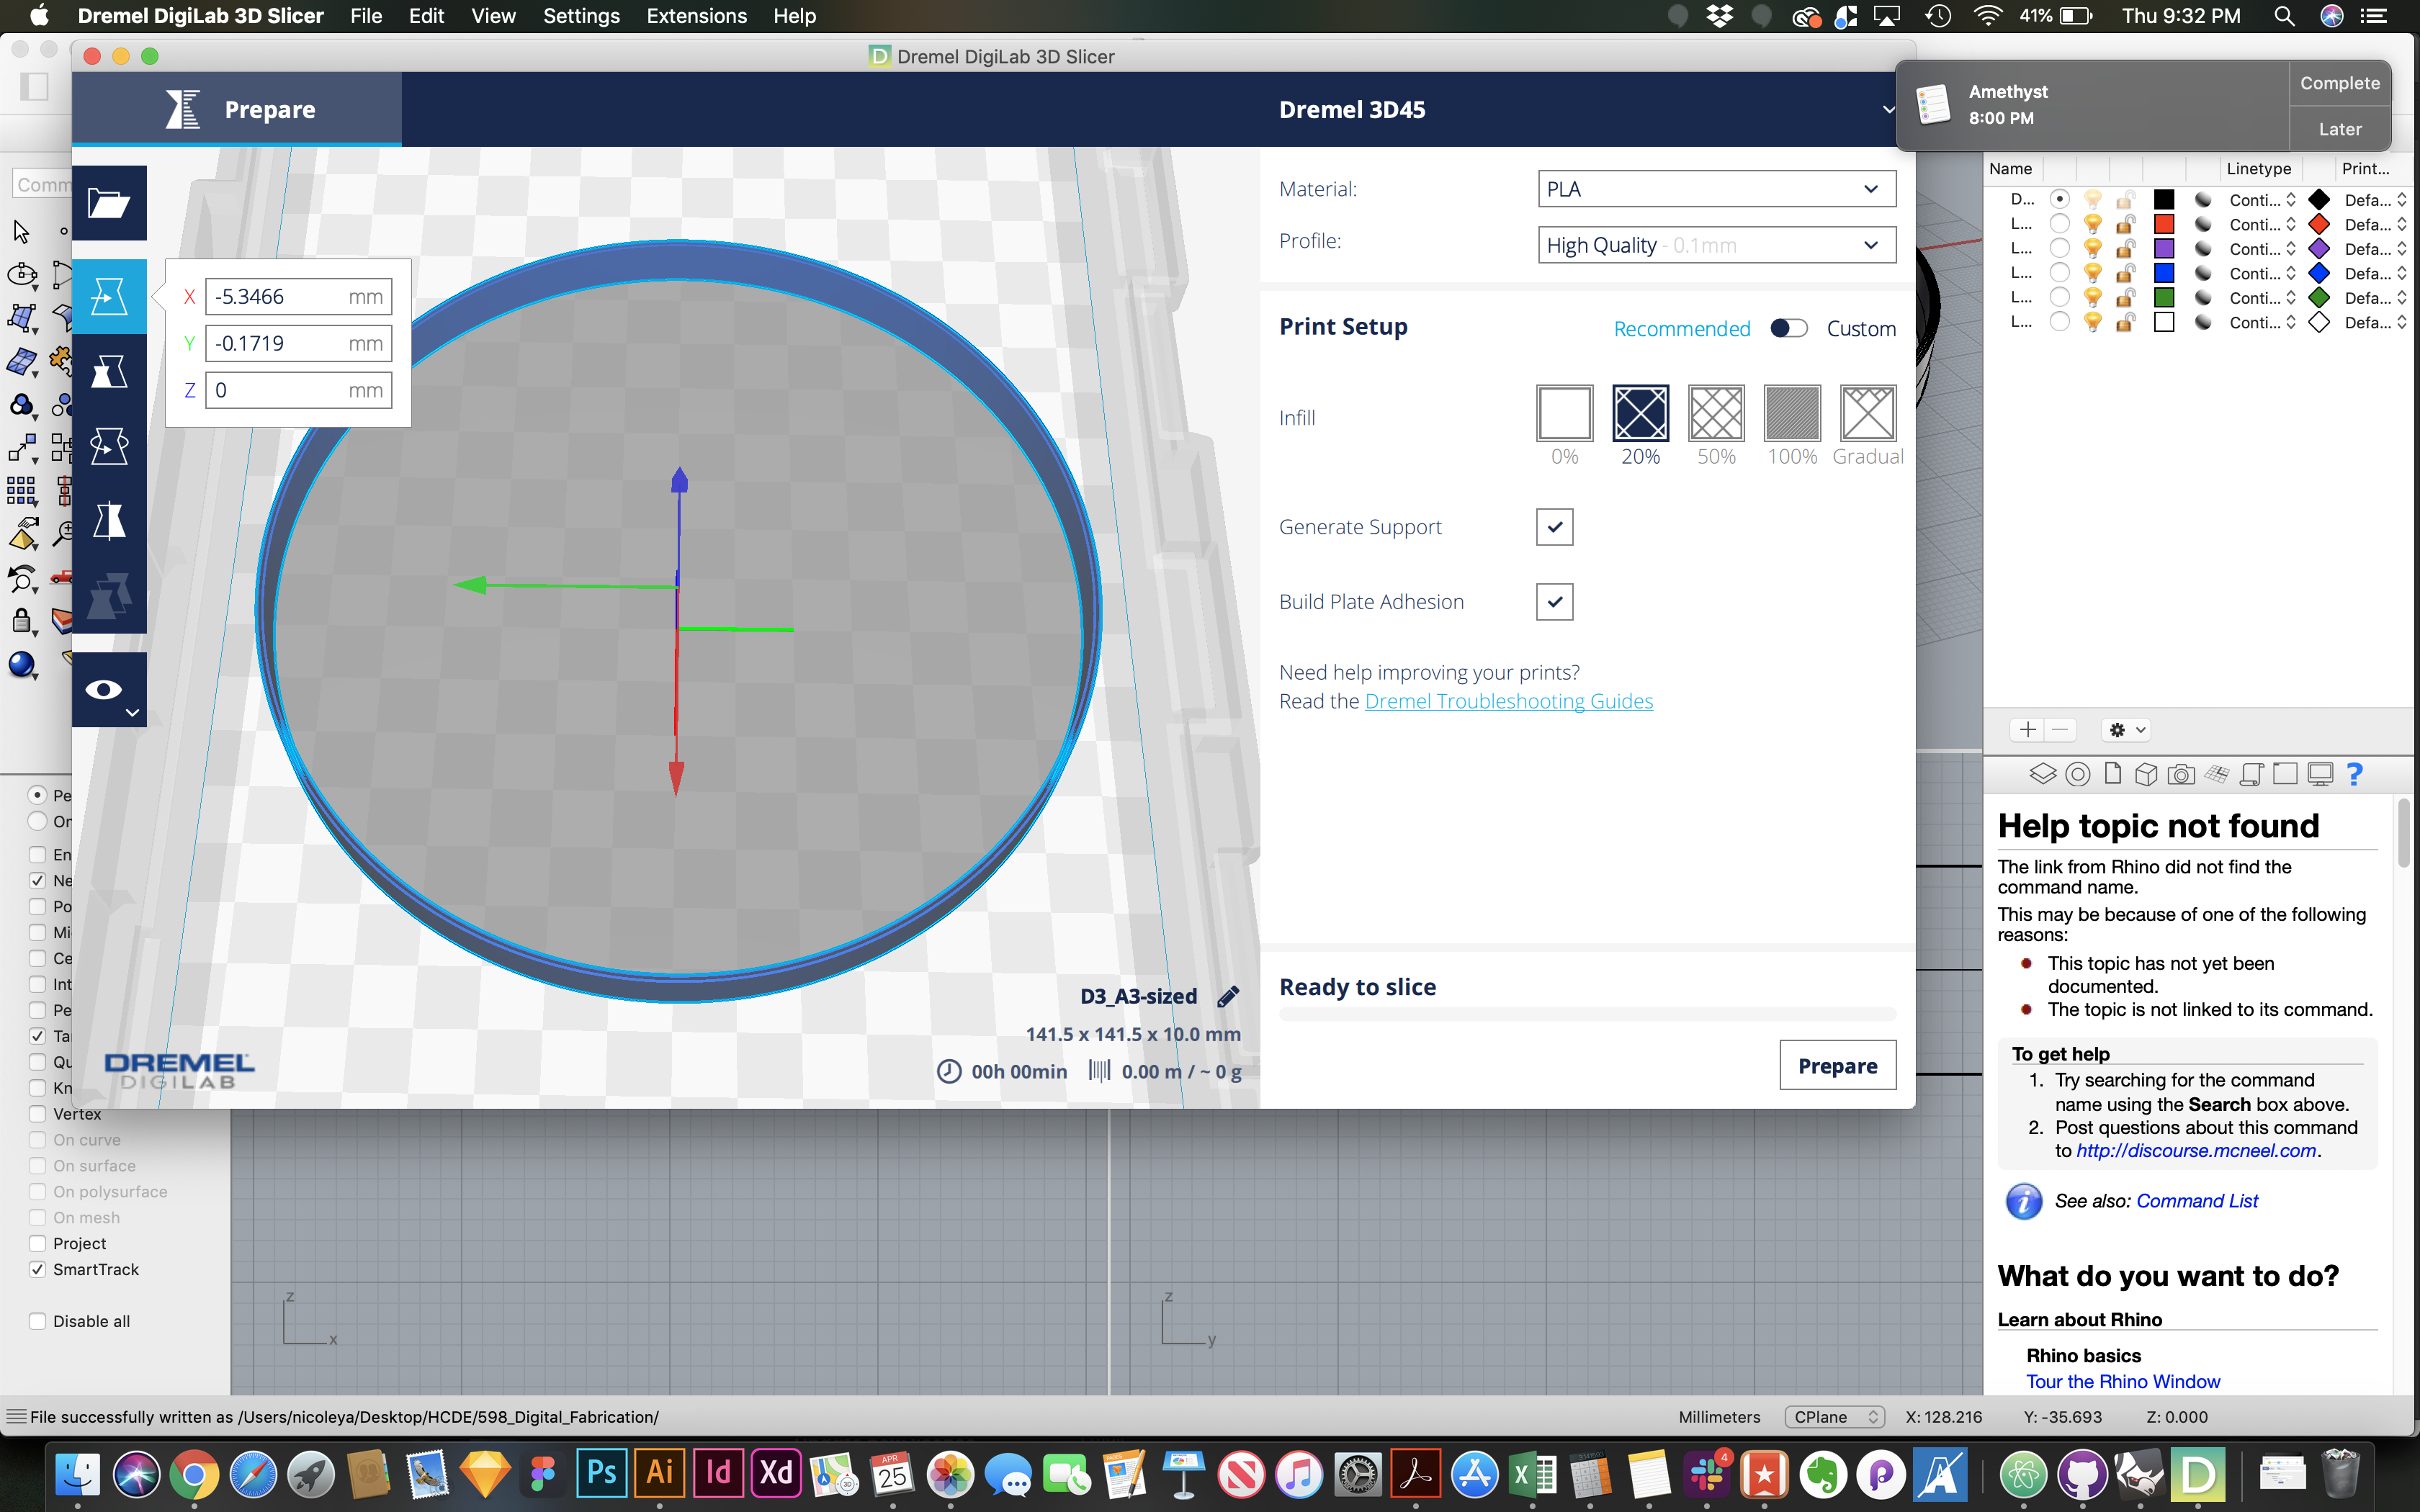 Dremel DigiLab 3D Slicer File Edit View Settings Extensions Help
41% Thu 9:32 PM
Dremel DigiLab 3D Slicer
Prepare
Dremel 3D45
Amethyst
8:00 PM
Complete
Later
Comm
X -5.3466 mm
Y -0.1719 mm
Z 0 mm
Material: PLA
Profile: High Quality - 0.1mm
Print Setup Recommended Custom
Infill
0% 20% 50% 100% Gradual
Generate Support
Build Plate Adhesion
Need help improving your prints?
Read the Dremel Troubleshooting Guides
D3_A3-sized
141.5 x 141.5 x 10.0 mm
00h 00min 0.00 m / ~ 0 g
DREMEL
DIGILAB
Ready to slice
Prepare
Name Linetype Print...
D... Conti... Defa...
L... Conti... Defa...
L... Conti... Defa...
L... Conti... Defa...
L... Conti... Defa...
L... Conti... Defa...
Pe
On
En
Ne
Po
Mi
Ce
Int
Pe
Ta
Qu
Kn
Vertex
On curve
On surface
On polysurface
On mesh
Project
SmartTrack
Disable all
z
x
z
y
?
Help topic not found
The link from Rhino did not find the
command name.
This may be because of one of the following
reasons:
This topic has not yet been
documented.
The topic is not linked to its command.
To get help
1. Try searching for the command
name using the Search box above.
2. Post questions about this command
to http://discourse.mcneel.com.
See also: Command List
What do you want to do?
Learn about Rhino
Rhino basics
Tour the Rhino Window
File successfully written as /Users/nicoleya/Desktop/HCDE/598_Digital_Fabrication/
Millimeters CPlane X: 128.216 Y: -35.693 Z: 0.000
Ps Ai Id Xd
3D
APR
25
4
D